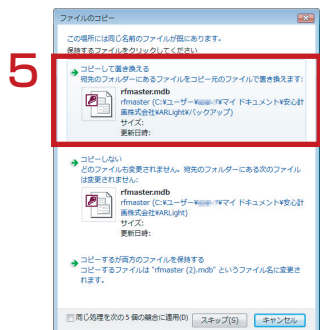 ファイルのコピー
この場所には同じ名前のファイルが既にあります。
保持するファイルをクリックしてください
5
コピーして置き換える
宛先のフォルダーにあるファイルをコピー元のファイルで置き換えます:
rfmaster.mdb
rfmaster (C:¥ユーザー¥ ¥マイ ドキュメント¥安心計
画株式会社¥ARLight¥バックアップ)
サイズ:
更新日時:
コピーしない
どのファイルも変更されません。宛先のフォルダーにある次のファイル
は変更されません:
rfmaster.mdb
rfmaster (C:¥ユーザー¥ ¥マイ ドキュメント¥安心計
画株式会社¥ARLight)
サイズ:
更新日時:
コピーするが両方のファイルを保持する
コピーするファイルは "rfmaster (2).mdb" というファイル名に変更さ
れます。
同じ処理を次の 5 個の競合に適用(D)
スキップ(S)
キャンセル